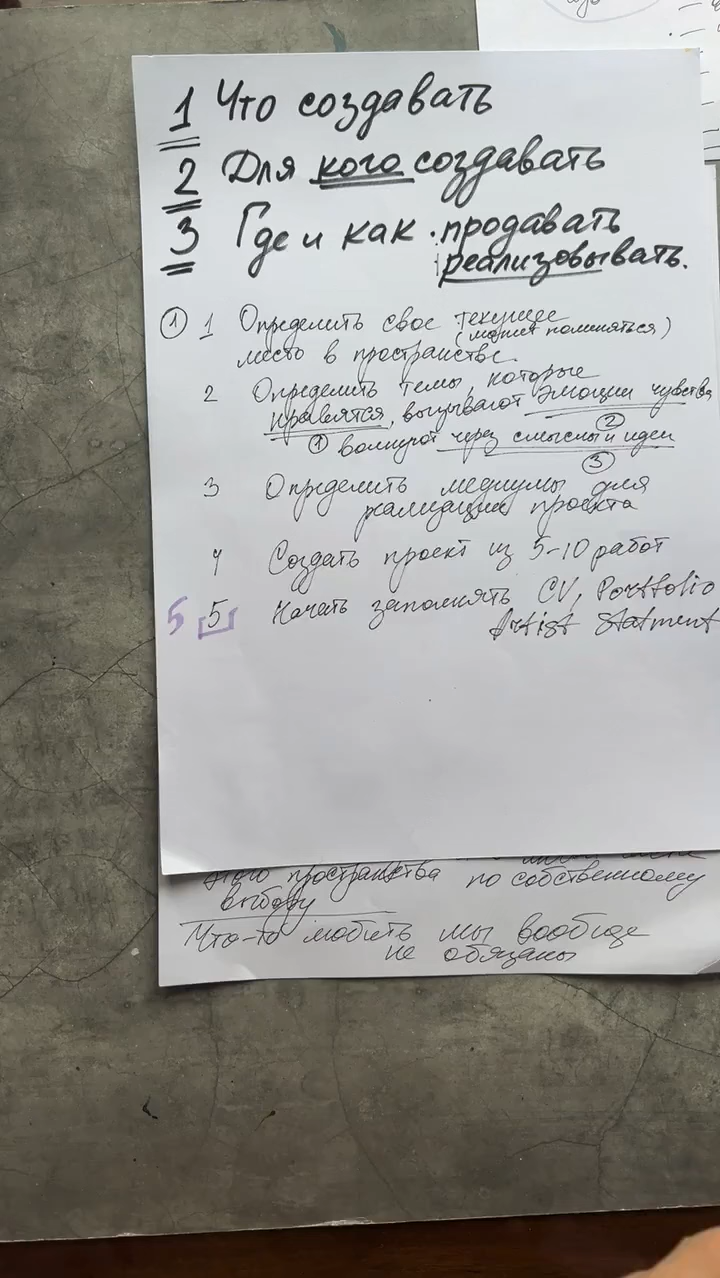 1 Что создавать
2 Для кого создавать
3 Где и как · продавать
реализовывать.
① 1 Определить свое текущее
(может поменяться)
место в пространстве.
2 Определить темы, которые
нравятся, вызывают эмоции чувства
① волнуют через смыслы и идеи ②
③
3 Определить медиумы для
реализации проекта
4 Создать проект из 5-10 работ
5 5 Начать заполнять CV, Portfolio
Artist Statment
этого пространства по собственному
выбору
Что-то любить мы вообще
не обязаны